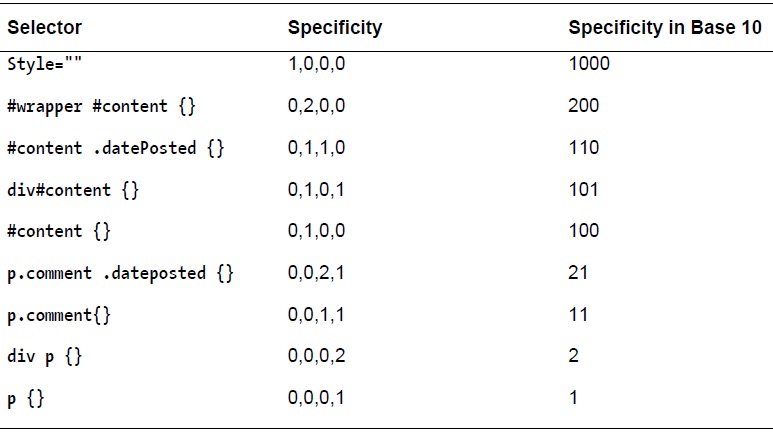 Selector Specificity Specificity in Base 10
Style="" 1,0,0,0 1000
#wrapper #content {} 0,2,0,0 200
#content .datePosted {} 0,1,1,0 110
div#content {} 0,1,0,1 101
#content {} 0,1,0,0 100
p.comment .dateposted {} 0,0,2,1 21
p.comment{} 0,0,1,1 11
div p {} 0,0,0,2 2
p {} 0,0,0,1 1